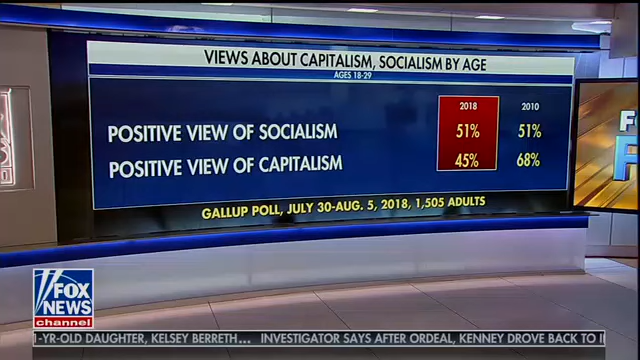 VIEWS ABOUT CAPITALISM, SOCIALISM BY AGE
AGES 18-29
2018 2010
POSITIVE VIEW OF SOCIALISM 51% 51%
POSITIVE VIEW OF CAPITALISM 45% 68%
GALLUP POLL, JULY 30-AUG. 5, 2018, 1,505 ADULTS
FOX
NEWS
channel
-YR-OLD DAUGHTER, KELSEY BERRETH... INVESTIGATOR SAYS AFTER ORDEAL, KENNEY DROVE BACK TO